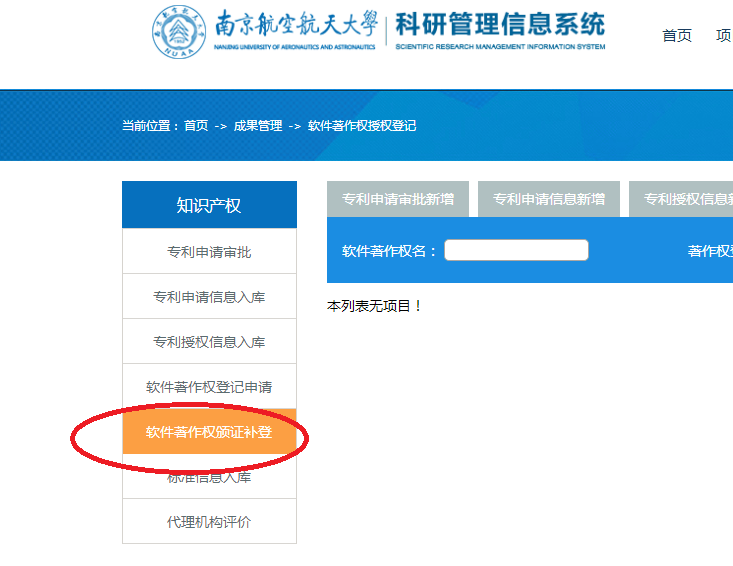 南京航空航天大學 科研管理信息系统
NANJING UNIVERSITY OF AERONAUTICS AND ASTRONAUTICS SCIENTIFIC RESEARCH MANAGEMENT INFORMATION SYSTEM
NUAA
首页 项
当前位置： 首页 -> 成果管理 -> 软件著作权授权登记
知识产权
专利申请审批
专利申请信息入库
专利授权信息入库
软件著作权登记申请
软件著作权颁证补登
标准信息入库
代理机构评价
专利申请审批新增 专利申请信息新增 专利授权信息
软件著作权名： 著作权
本列表无项目！